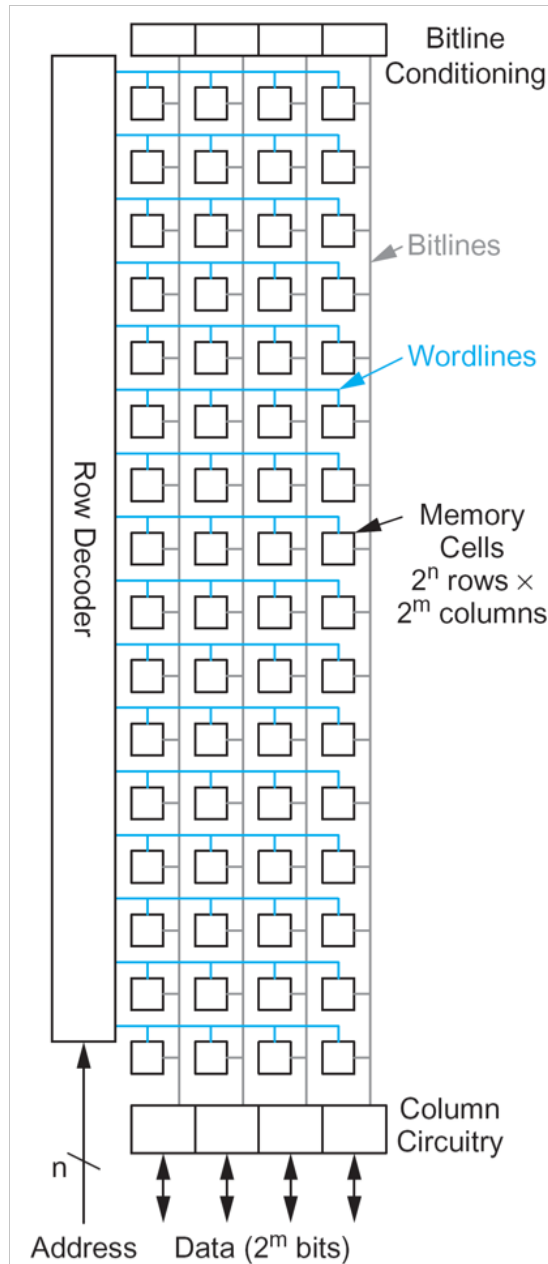 Bitline
Conditioning
Bitlines
Wordlines
Row Decoder
Memory
Cells
2ⁿ rows ×
2ᵐ columns
Column
Circuitry
n
Address
Data (2ᵐ bits)